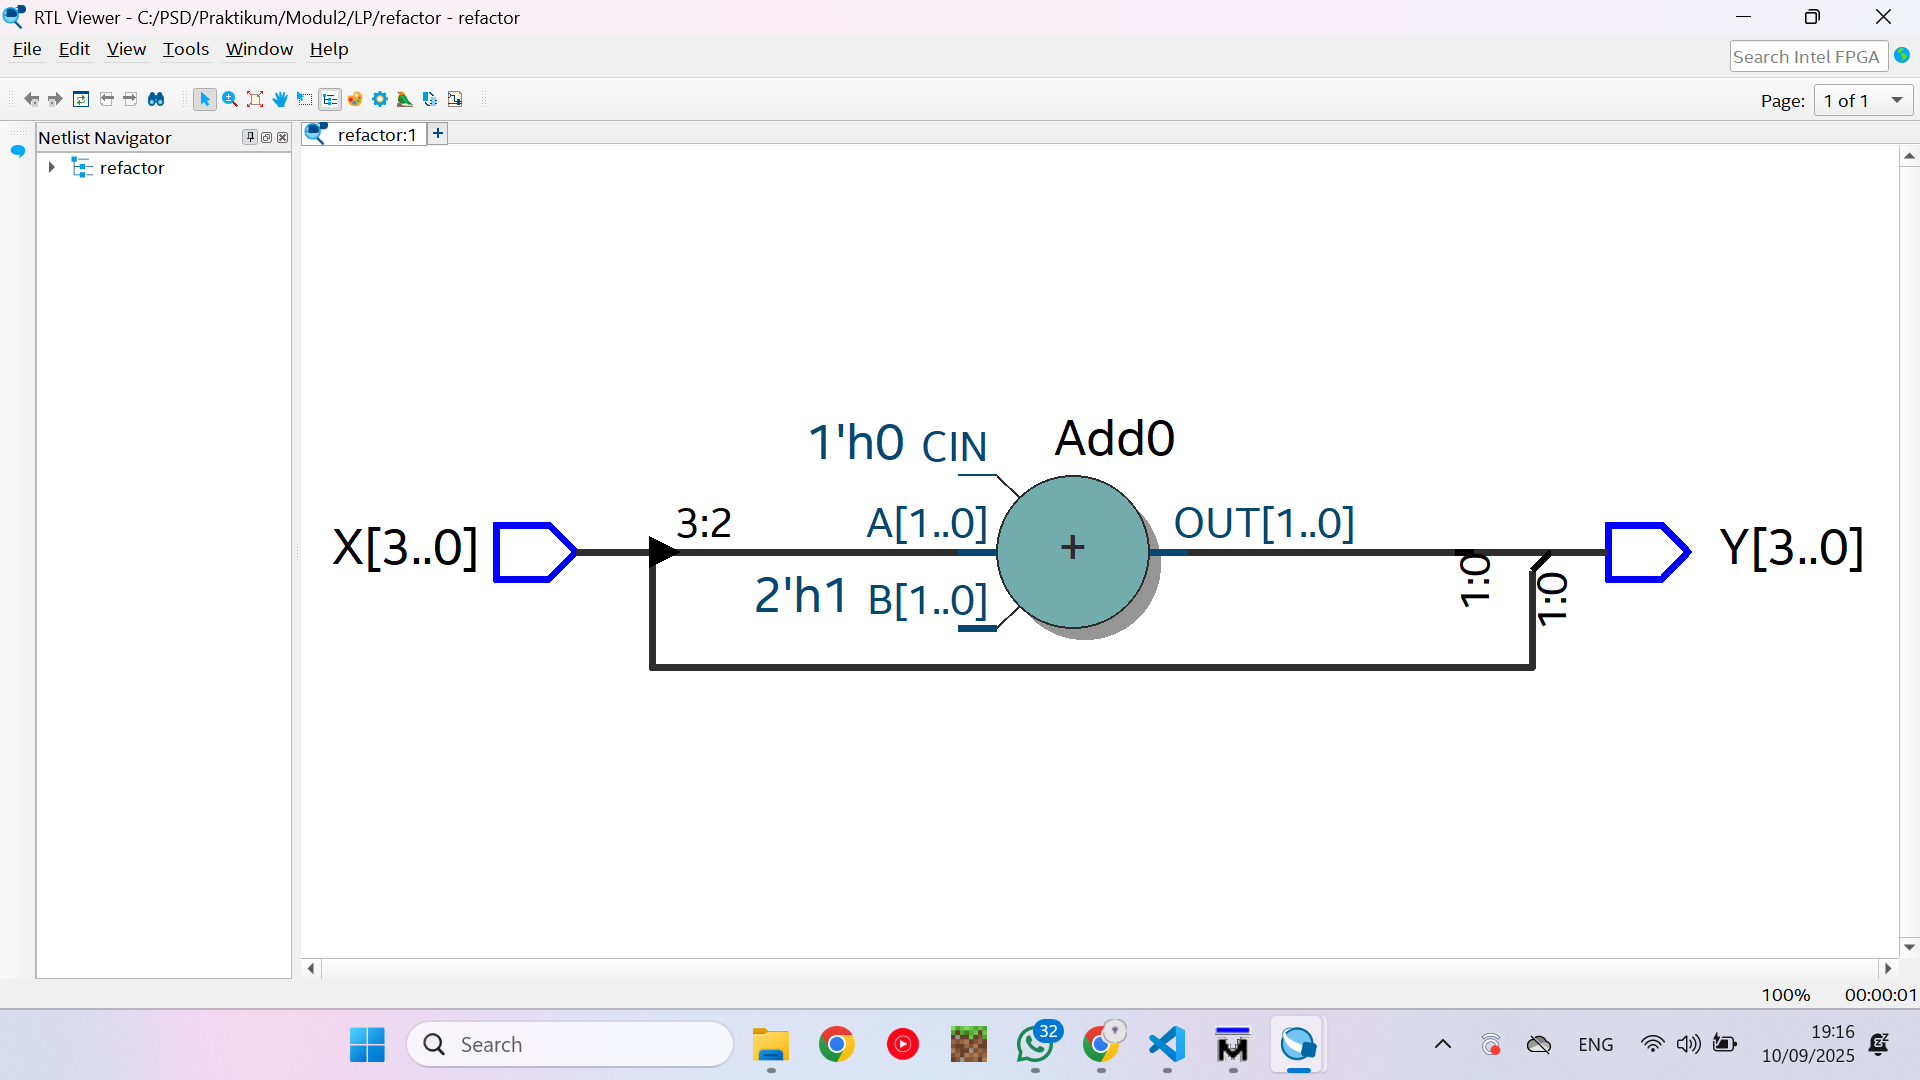 RTL Viewer - C:/PSD/Praktikum/Modul2/LP/refactor - refactor
File Edit View Tools Window Help
Search Intel FPGA
Page: 1 of 1
Netlist Navigator
refactor:1
refactor
1'h0 CIN
Add0
3:2
A[1..0]
OUT[1..0]
X[3..0]
+
Y[3..0]
2'h1 B[1..0]
1:0
1:0
100% 00:00:01
Search
32
ENG
19:16
10/09/2025